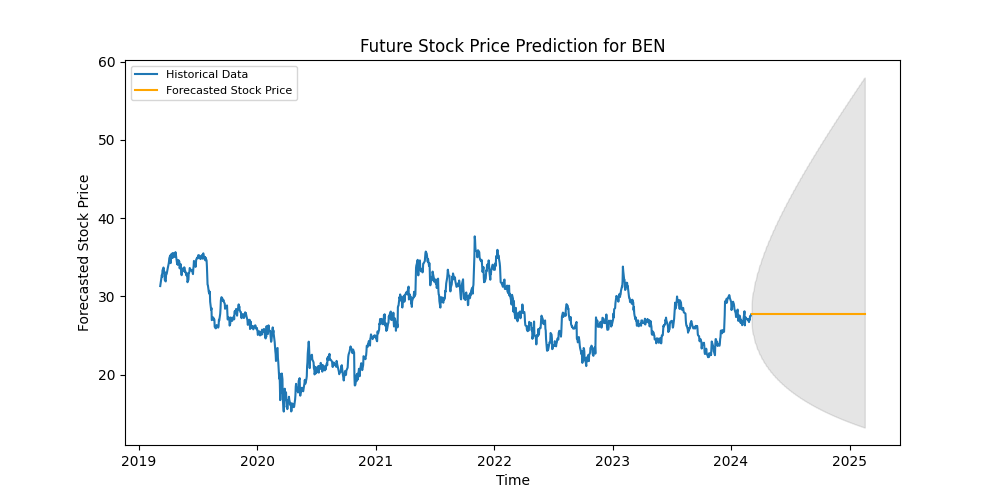 Future Stock Price Prediction for BEN
Historical Data
Forecasted Stock Price
Forecasted Stock Price
60
50
40
30
20
2019
2020
2021
2022
2023
2024
2025
Time